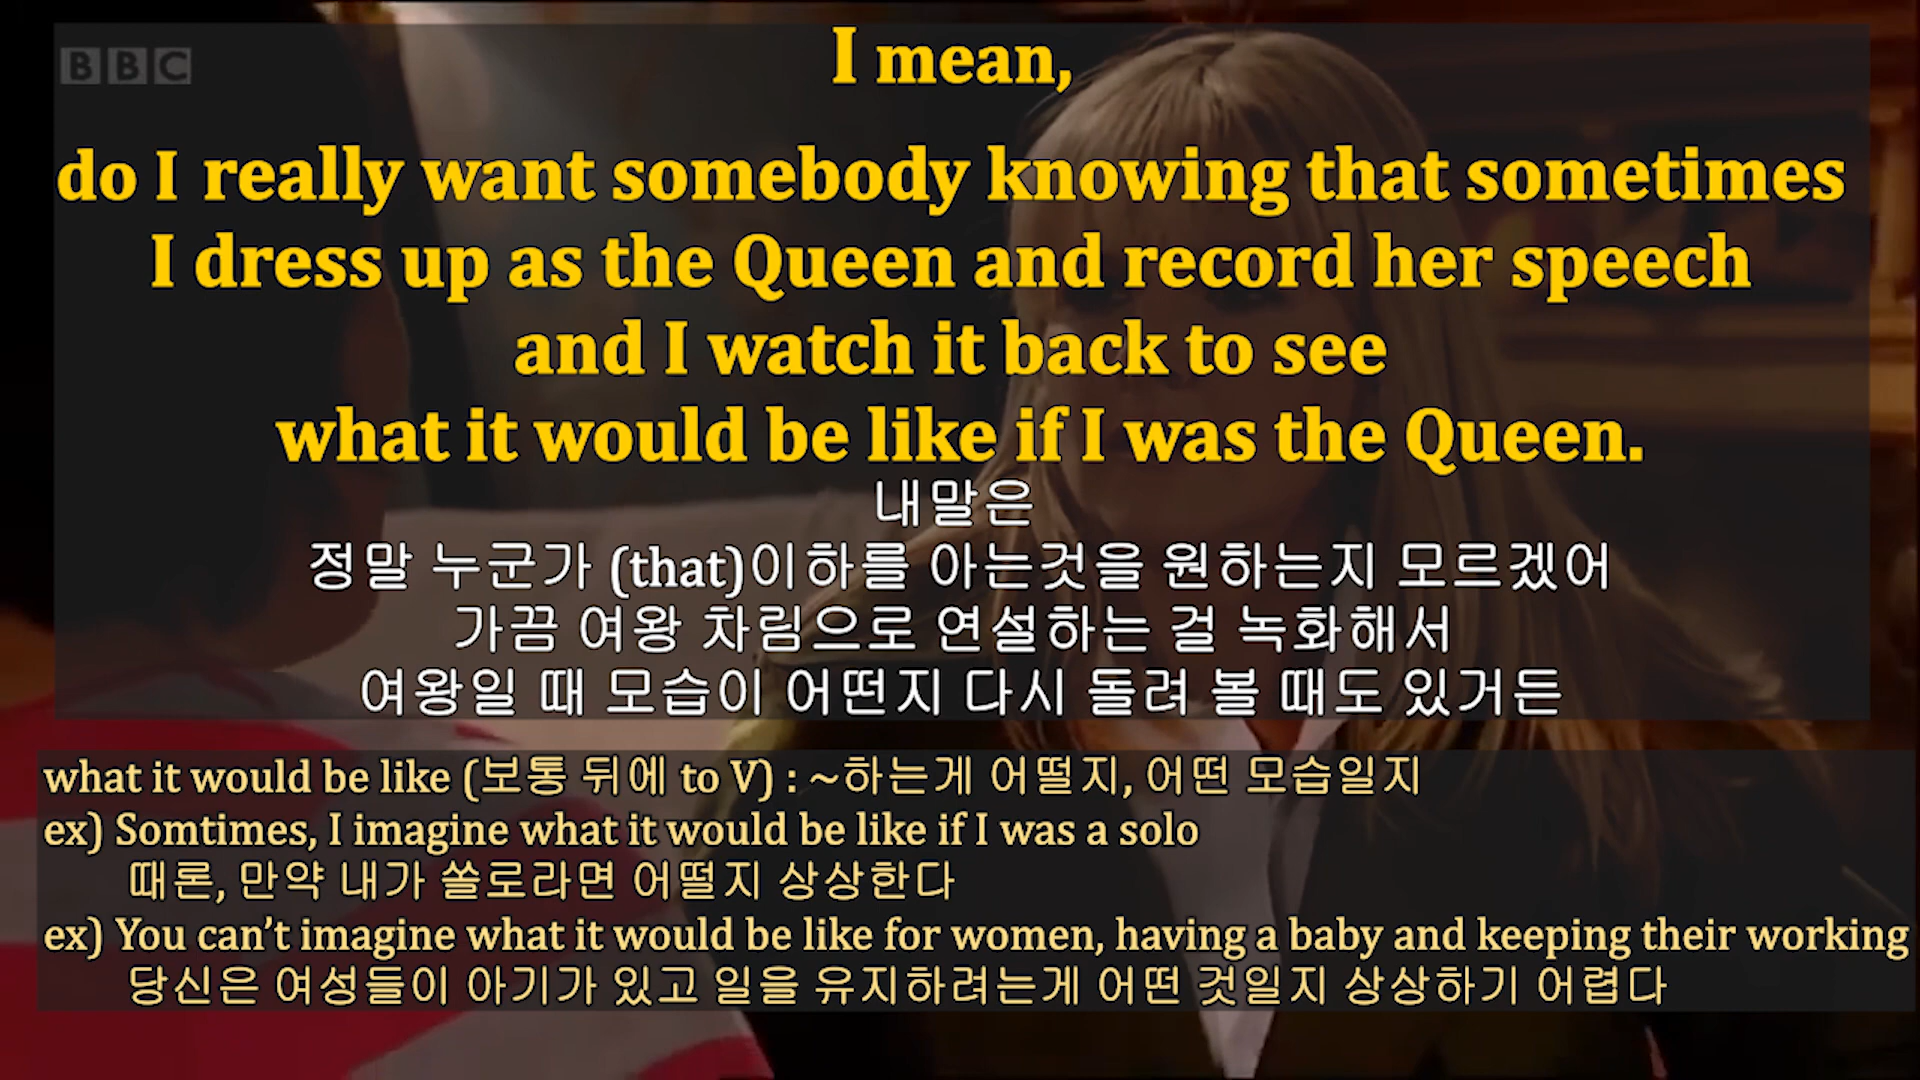 BBC
I mean,
do I really want somebody knowing that sometimes
I dress up as the Queen and record her speech
and I watch it back to see
what it would be like if I was the Queen.
내말은
정말 누군가 (that)이하를 아는것을 원하는지 모르겠어
가끔 여왕 차림으로 연설하는 걸 녹화해서
여왕일 때 모습이 어떤지 다시 돌려 볼 때도 있거든
what it would be like (보통 뒤에 to V) : ~하는게 어떨지, 어떤 모습일지
ex) Somtimes, I imagine what it would be like if I was a solo
때론, 만약 내가 쏠로라면 어떨지 상상한다
ex) You can't imagine what it would be like for women, having a baby and keeping their working
당신은 여성들이 아기가 있고 일을 유지하려는게 어떤 것일지 상상하기 어렵다